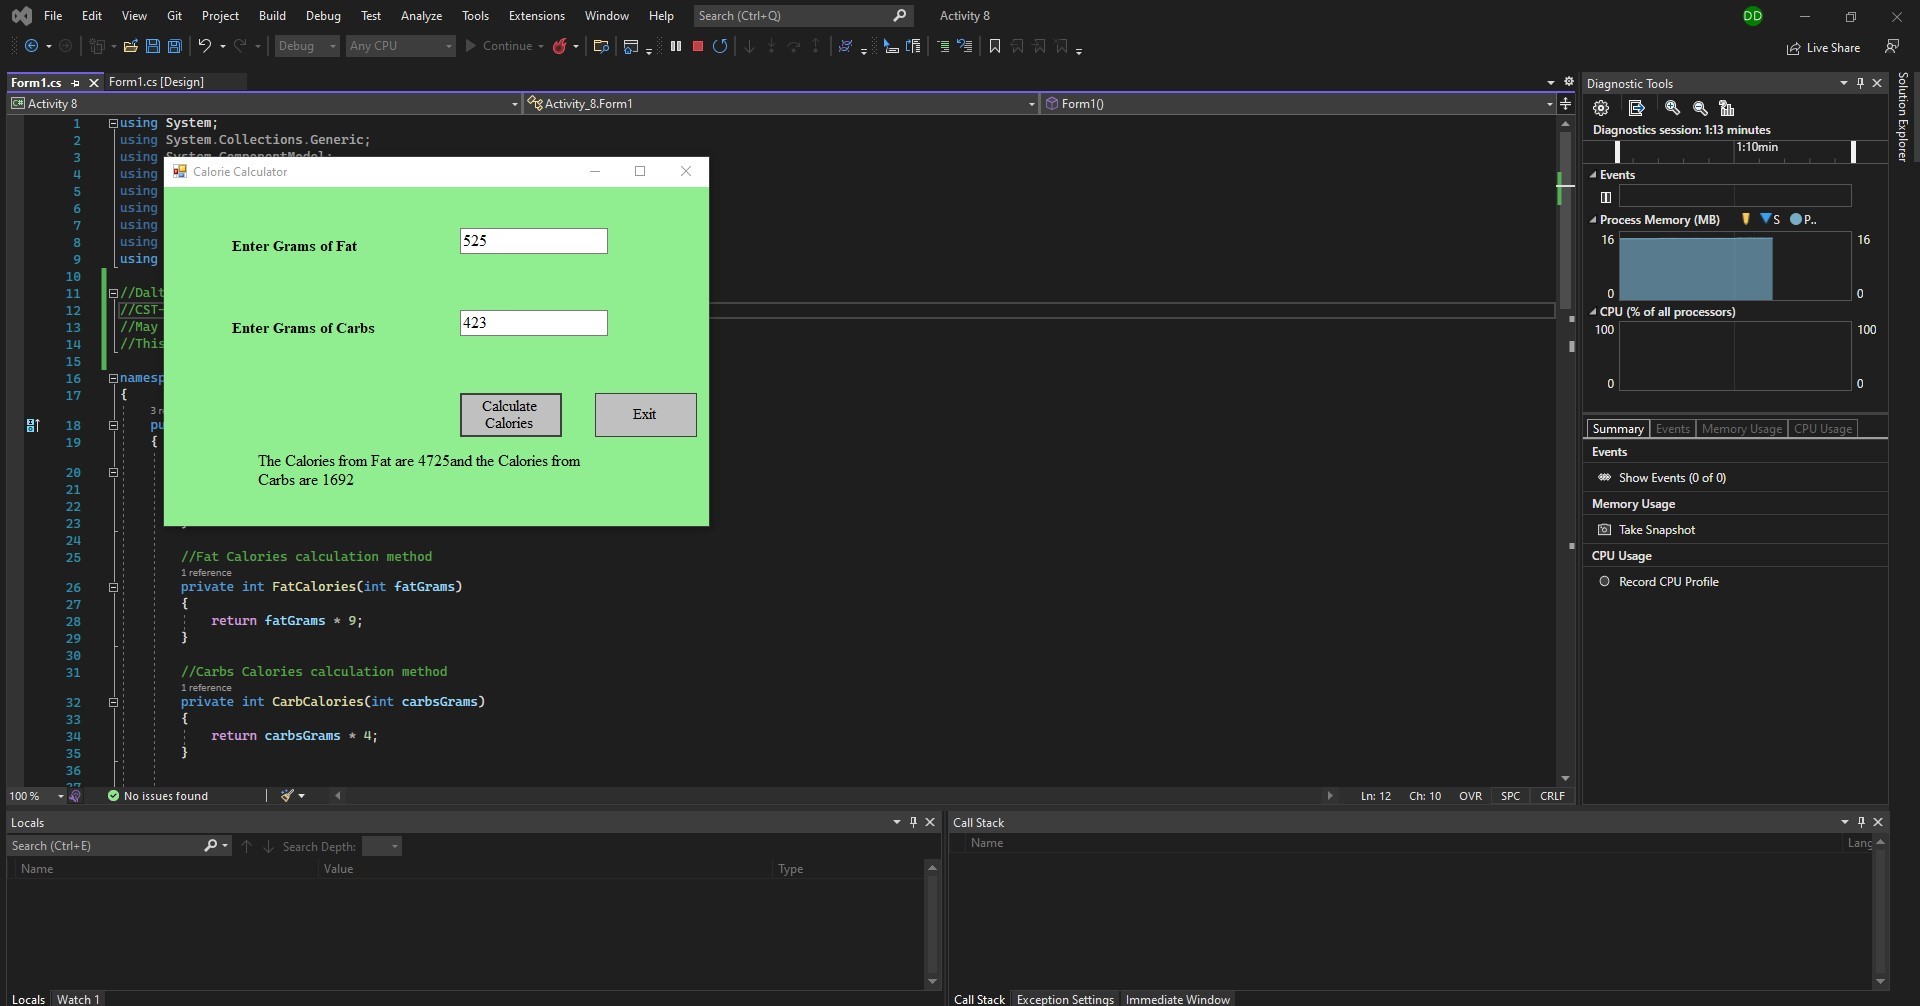 File Edit View Git Project Build Debug Test Analyze Tools Extensions Window Help Search (Ctrl+Q) Activity 8 DD
Debug Any CPU Continue Live Share
Form1.cs Form1.cs [Design]
C# Activity 8 Activity_8.Form1 Form1()
1 using System;
2 using System.Collections.Generic;
3 using System.ComponentModel;
4 using
5 using
6 using
7 using
8 using
9 using
10
11 //Dalt
12 //CST-
13 //May
14 //This
15
16 namesp
17 {
3 re
18 pu
19 {
20
21
22
23
24
25 //Fat Calories calculation method
1 reference
26 private int FatCalories(int fatGrams)
27 {
28 return fatGrams * 9;
29 }
30
31 //Carbs Calories calculation method
1 reference
32 private int CarbCalories(int carbsGrams)
33 {
34 return carbsGrams * 4;
35 }
36
37
Calorie Calculator
Enter Grams of Fat 525
Enter Grams of Carbs 423
Calculate
Calories
Exit
The Calories from Fat are 4725and the Calories from
Carbs are 1692
100 % No issues found Ln: 12 Ch: 10 OVR SPC CRLF
Diagnostic Tools
Diagnostics session: 1:13 minutes
1:10min
Events
Process Memory (MB) S P..
16 16
0 0
CPU (% of all processors)
100 100
0 0
Summary Events Memory Usage CPU Usage
Events
Show Events (0 of 0)
Memory Usage
Take Snapshot
CPU Usage
Record CPU Profile
Solution Explorer
Locals
Search (Ctrl+E) Search Depth:
Name Value Type
Locals Watch 1
Call Stack
Name Lang
Call Stack Exception Settings Immediate Window